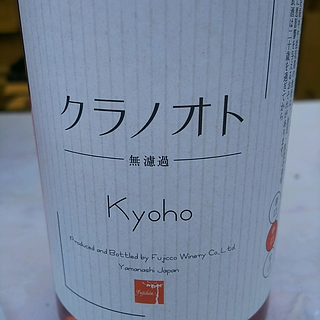 クラノオト
無濾過
Kyoho
Produced and Bottled by Fujicco Winery Co.,Ltd.
Yamanashi Japan